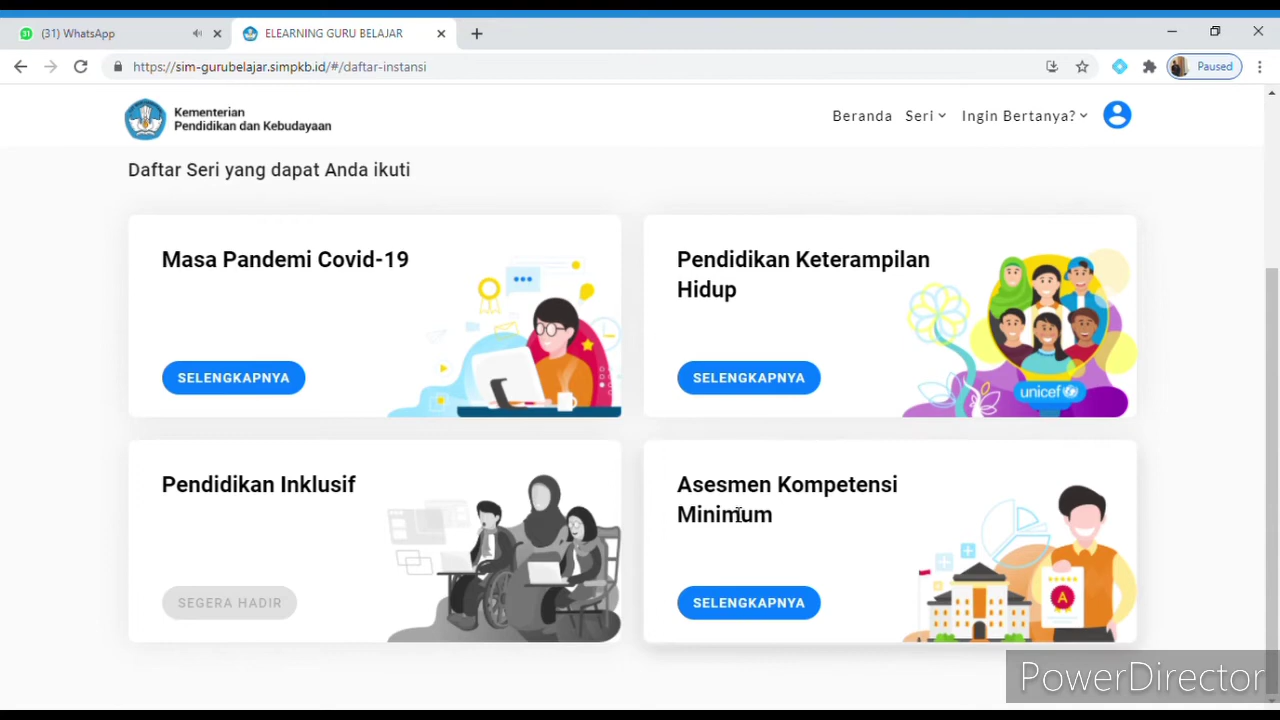 (31) WhatsApp
ELEARNING GURU BELAJAR
https://sim-gurubelajar.simpkb.id/#/daftar-instansi
Paused
Kementerian
Pendidikan dan Kebudayaan
Beranda Seri Ingin Bertanya?
Daftar Seri yang dapat Anda ikuti
Masa Pandemi Covid-19
SELENGKAPNYA
Pendidikan Keterampilan
Hidup
SELENGKAPNYA
unicef
Pendidikan Inklusif
SEGERA HADIR
Asesmen Kompetensi
Minimum
SELENGKAPNYA
A
PowerDirector